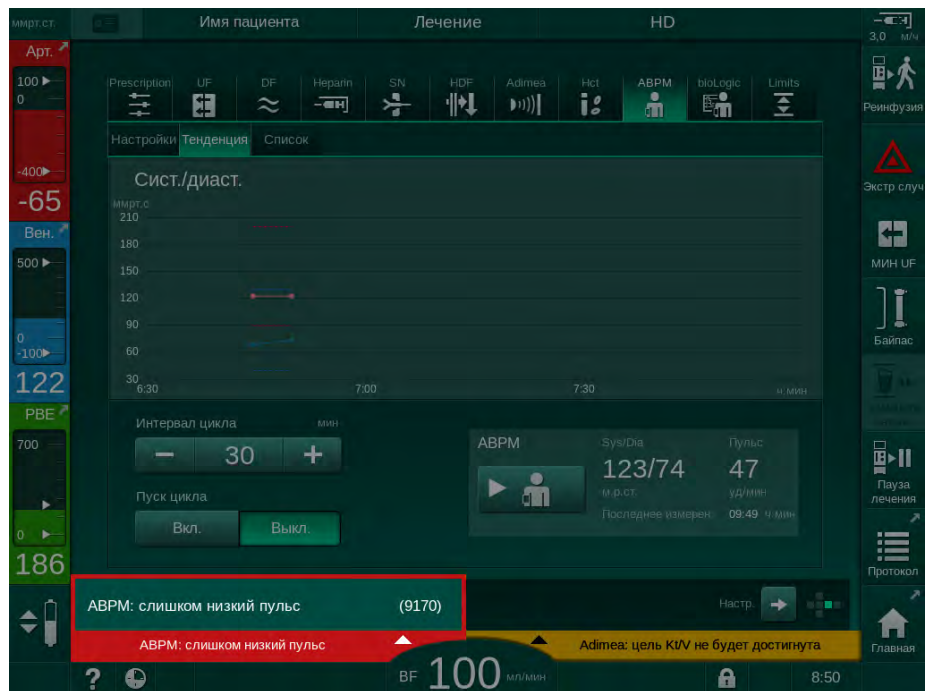 ммрт.ст.
Имя пациента
Лечение
HD
3,0 м/ч
Арт.
100
0
-400
-65
Вен.
500
0
-100
122
PBE
700
0
186
Prescription
UF
DF
Heparin
SN
HDF
Adimea
Hct
ABPM
bioLogic
Limits
Настройки
Тенденция
Список
Сист./диаст.
ммрт.с
210
180
150
120
90
60
30
6:30
7:00
7:30
ч мин
Интервал цикла
мин
30
Пуск цикла
Вкл.
Выкл.
ABPM
Sys/Dia
Пульс
123/74
47
м.р.ст.
уд/мин
Последнее измерен.
09:49
ч мин
Реинфузия
Экстр случ
МИН UF
Байпас
Пауза
лечения
Протокол
Главная
ABPM: слишком низкий пульс
(9170)
Настр.
ABPM: слишком низкий пульс
Adimea: цель Kt/V не будет достигнута
?
BF
100
мл/мин
8:50